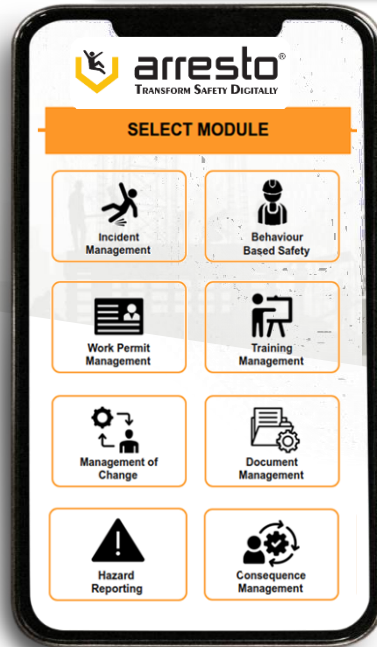 arresto®
TRANSFORM SAFETY DIGITALLY
SELECT MODULE
Incident
Management
Behaviour
Based Safety
Work Permit
Management
Training
Management
Management of
Change
Document
Management
Hazard
Reporting
Consequence
Management